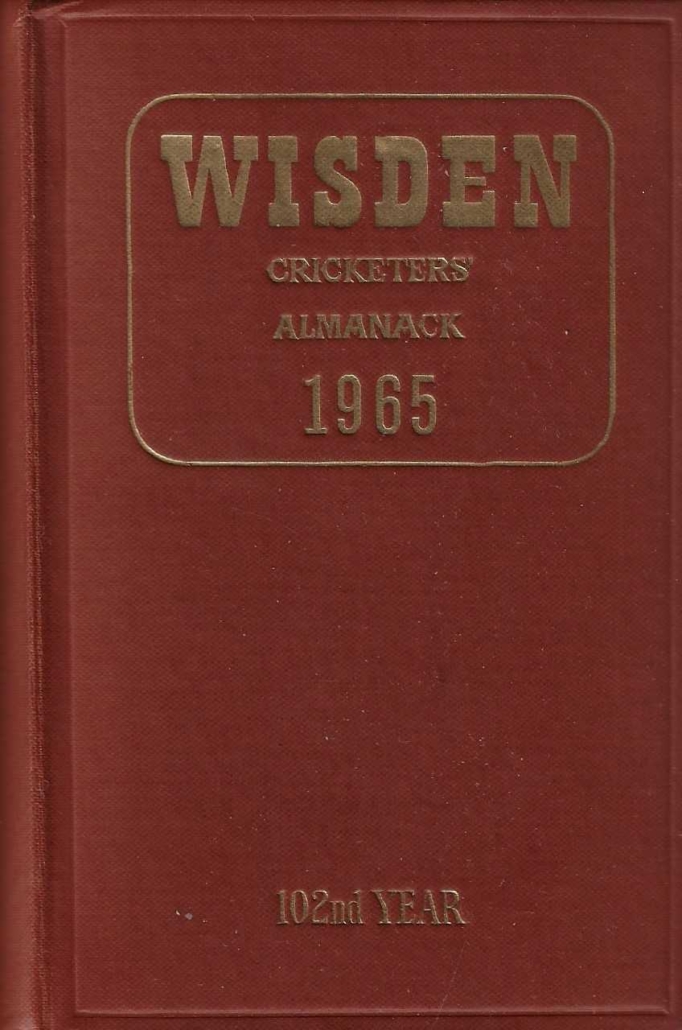 WISDEN
CRICKETERS'
ALMANACK
1965
102nd YEAR